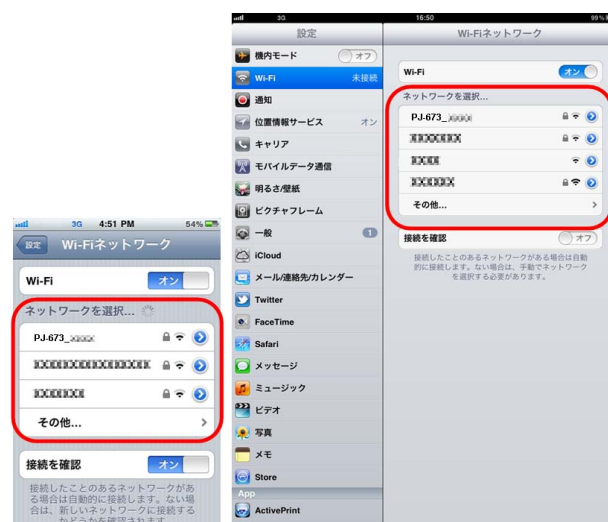 3G 4:51 PM 54%
設定 Wi-Fiネットワーク
Wi-Fi オン
ネットワークを選択...
PJ-673_
その他...
接続を確認 オン
接続したことのあるネットワークがあ
る場合は自動的に接続します。ない場
合は、新しいネットワークに接続する
かどうかを確認されます。
3G 16:50 99%
設定
機内モード オフ
Wi-Fi 未接続
通知
位置情報サービス オン
キャリア
モバイルデータ通信
明るさ/壁紙
ピクチャフレーム
一般 1
iCloud
メール/連絡先/カレンダー
Twitter
FaceTime
Safari
メッセージ
ミュージック
ビデオ
写真
メモ
Store
App
ActivePrint
Wi-Fiネットワーク
Wi-Fi オン
ネットワークを選択...
PJ-673_
その他...
接続を確認 オフ
接続したことのあるネットワークがある場合は自動
的に接続します。ない場合は、手動でネットワーク
を選択する必要があります。